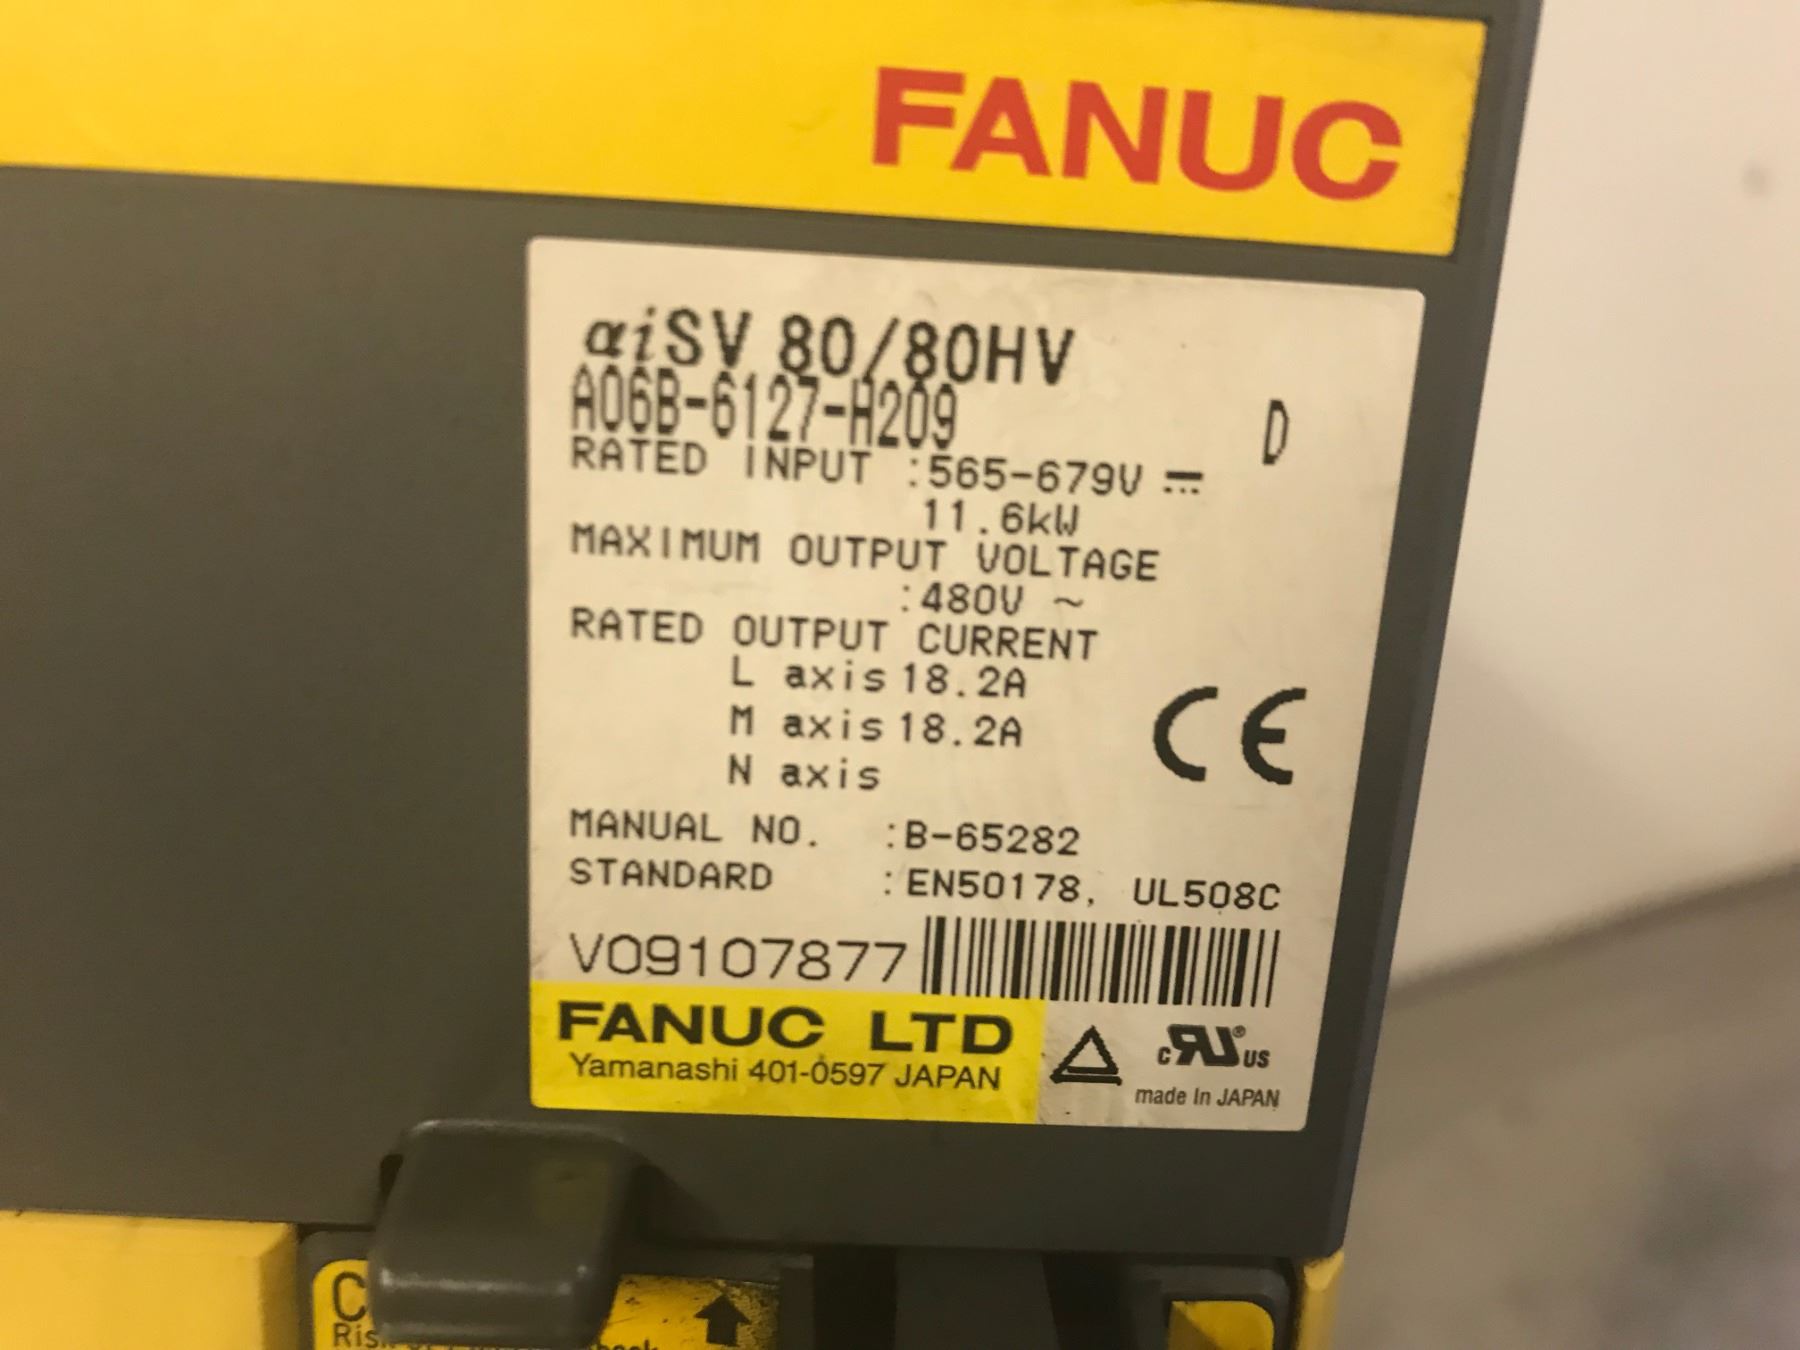 FANUC
αiSV 80/80HV
A06B-6127-H209 D
RATED INPUT :565-679V ⎓
11.6kW
MAXIMUM OUTPUT VOLTAGE
:480V ~
RATED OUTPUT CURRENT
L axis 18.2A
M axis 18.2A
N axis
CE
MANUAL NO. :B-65282
STANDARD :EN50178, UL508C
V09107877
FANUC LTD
Yamanashi 401-0597 JAPAN
c RU® US
made in JAPAN